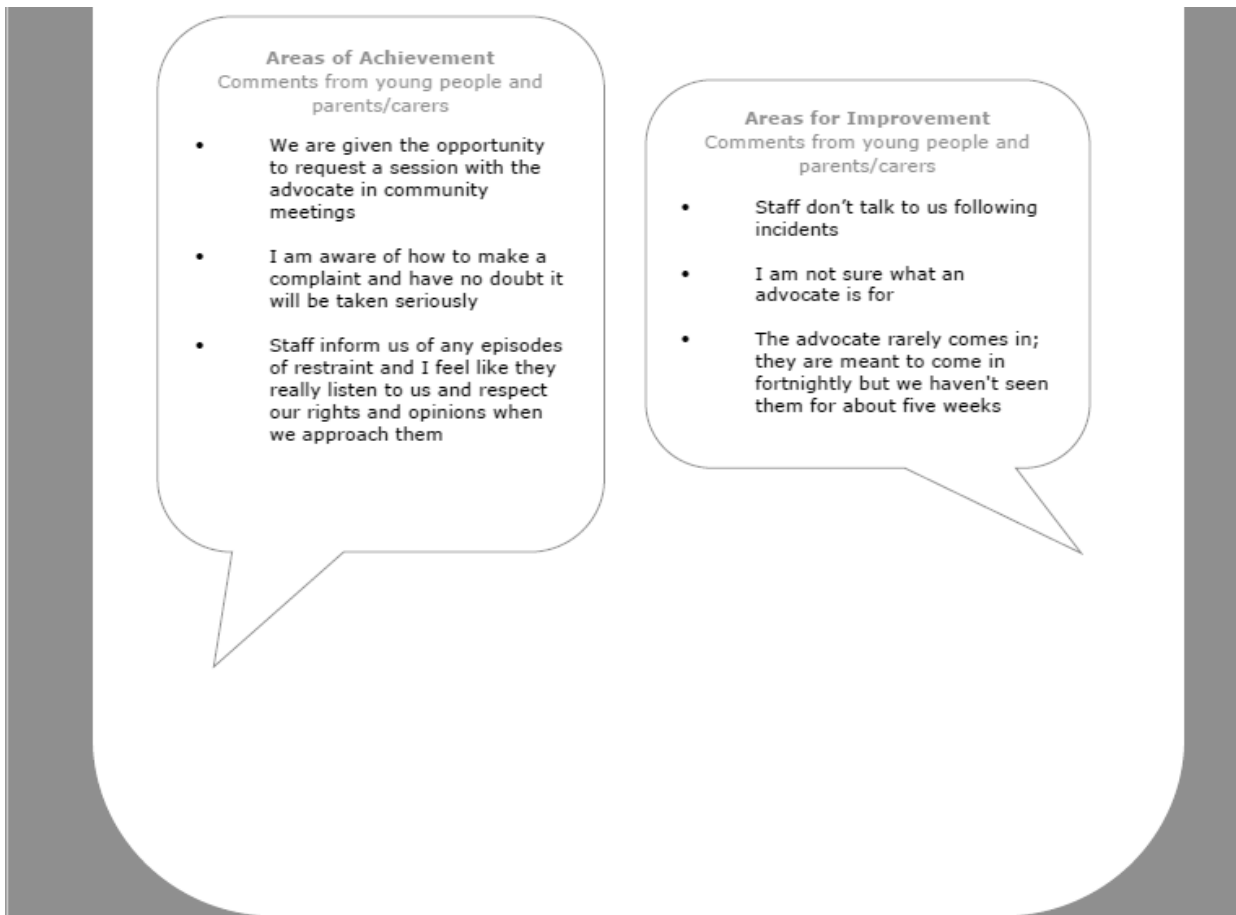 Areas of Achievement
Comments from young people and
parents/carers
• We are given the opportunity
to request a session with the
advocate in community
meetings
• I am aware of how to make a
complaint and have no doubt it
will be taken seriously
• Staff inform us of any episodes
of restraint and I feel like they
really listen to us and respect
our rights and opinions when
we approach them
Areas for Improvement
Comments from young people and
parents/carers
• Staff don’t talk to us following
incidents
• I am not sure what an
advocate is for
• The advocate rarely comes in;
they are meant to come in
fortnightly but we haven't seen
them for about five weeks